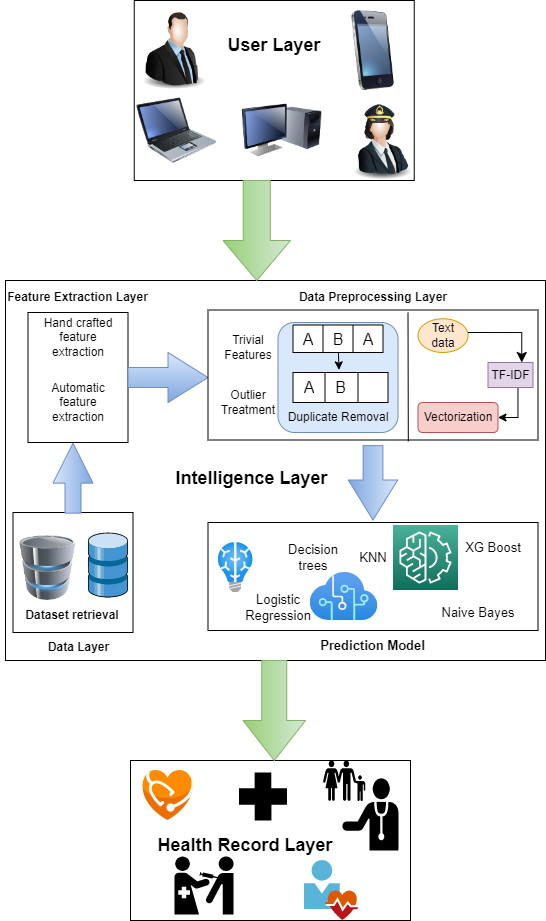 User Layer
Feature Extraction Layer
Data Preprocessing Layer
Hand crafted
feature
extraction
Automatic
feature
extraction
Trivial
Features
Outlier
Treatment
A B A
A B
Duplicate Removal
Text
data
TF-IDF
Vectorization
Intelligence Layer
Dataset retrieval
Data Layer
Decision
trees
KNN
XG Boost
Logistic
Regression
Naive Bayes
Prediction Model
Health Record Layer